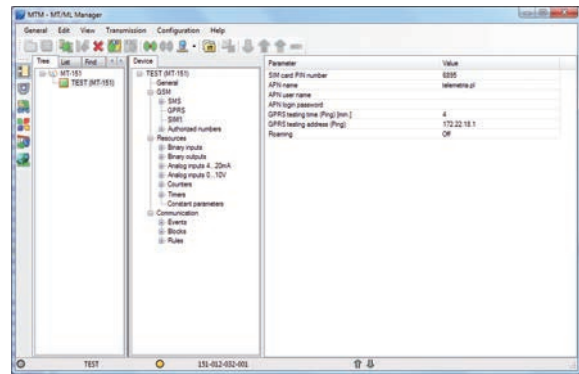 MTM - MT/ML Manager
General Edit View Transmission Configuration Help
Tree List Find
MT-151
TEST (MT-151)
Device
TEST (MT-151)
General
GSM
SMS
GPRS
SIM1
Authorized numbers
Resources
Binary inputs
Binary outputs
Analog inputs 4...20mA
Analog inputs 0...10V
Counters
Timers
Constant parameters
Communication
Events
Blocks
Rules
Parameter Value
SIM card PIN number 6895
APN name telemetria.pl
APN user name
APN login password
GPRS testing time (Ping) [min.] 4
GPRS testing address (Ping) 172.22.18.1
Roaming Off
TEST 151-012-032-001